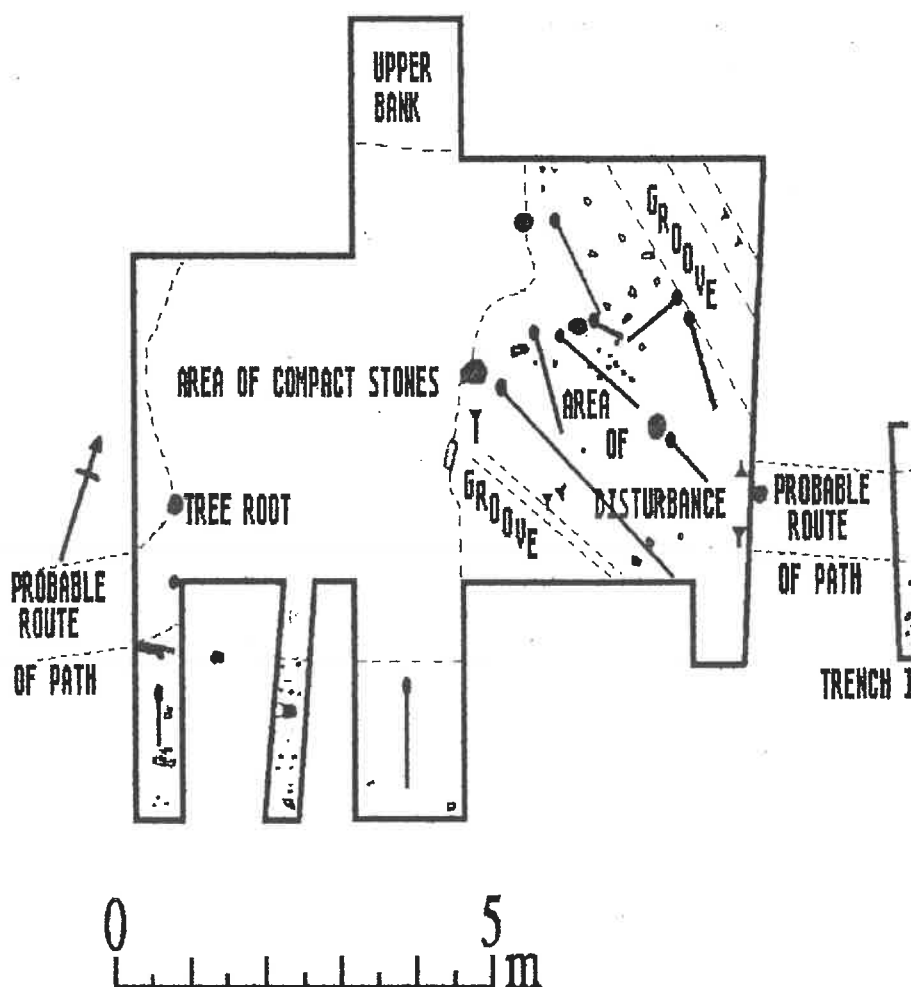 UPPER
BANK
GROOVE
AREA OF COMPACT STONES
AREA
OF
DISTURBANCE
GROOVE
TREE ROOT
PROBABLE
ROUTE
OF PATH
PROBABLE
ROUTE
OF PATH
TRENCH
0 5
m